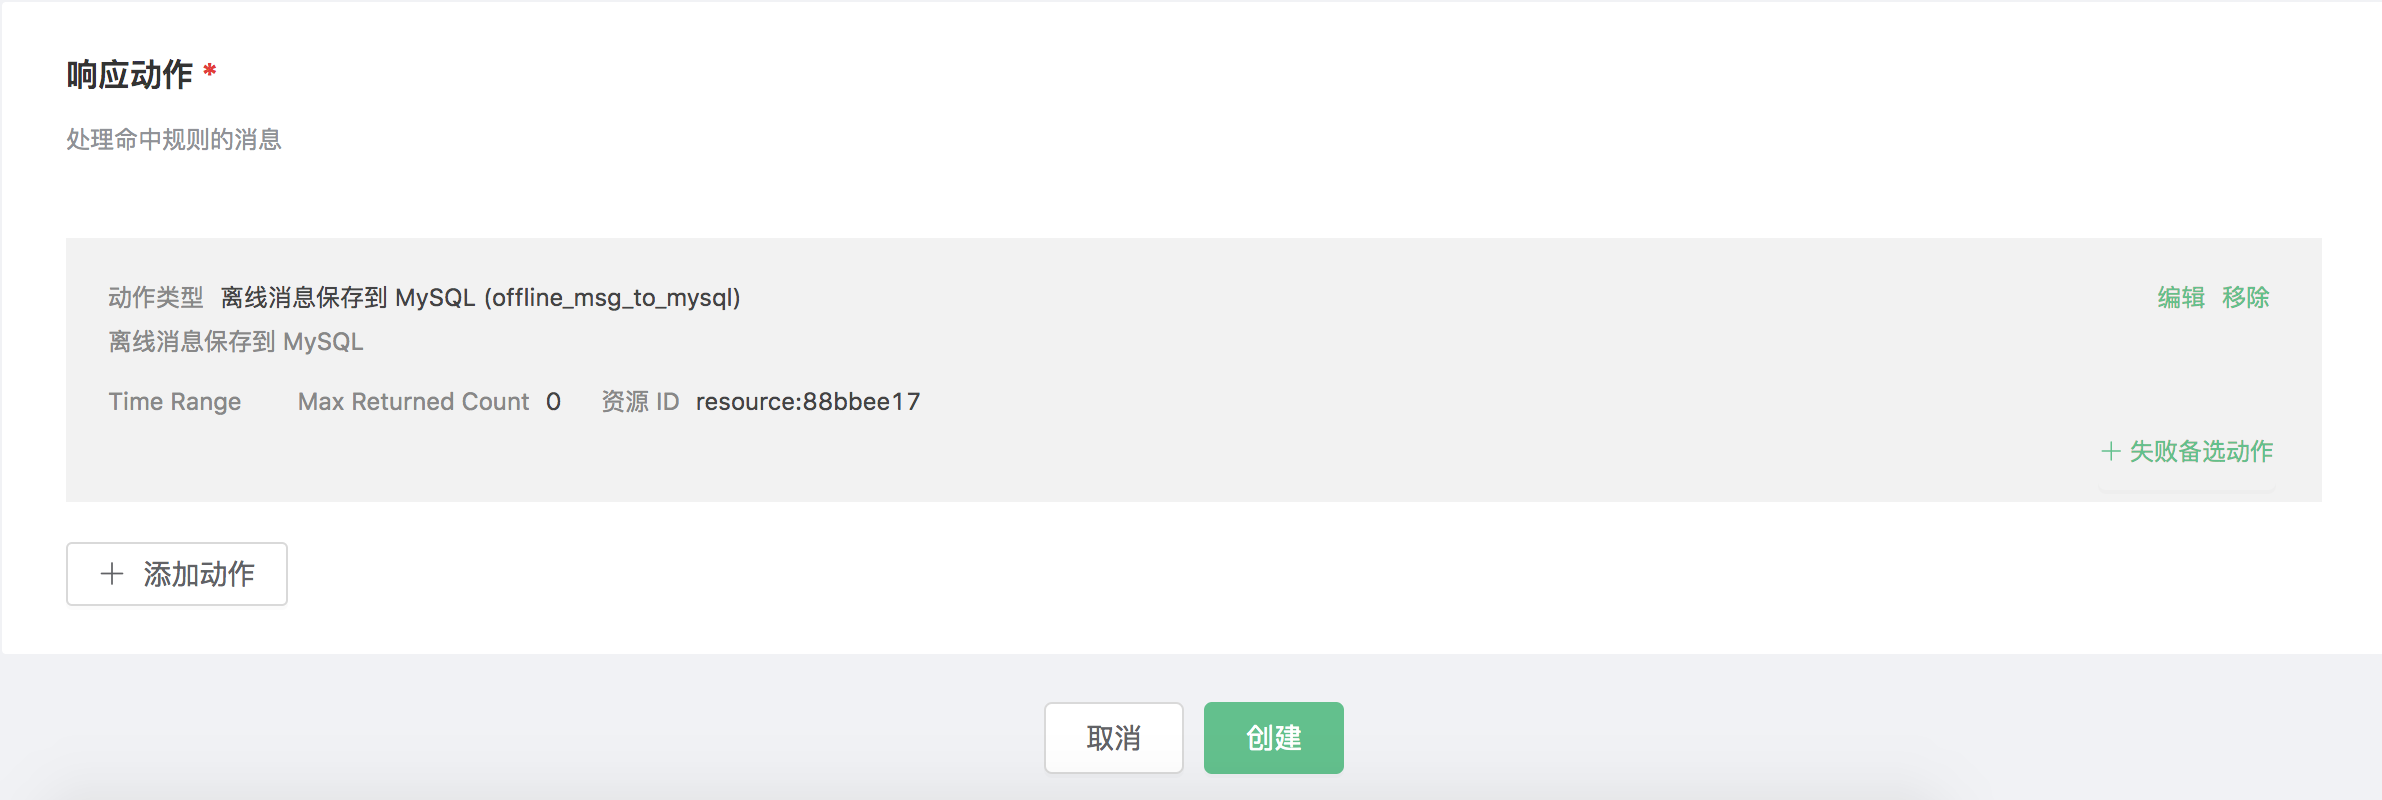 响应动作 *
处理命中规则的消息
动作类型 离线消息保存到 MySQL (offline_msg_to_mysql) 编辑 移除
离线消息保存到 MySQL
Time Range Max Returned Count 0 资源 ID resource:88bbee17
+ 失败备选动作
+ 添加动作
取消 创建